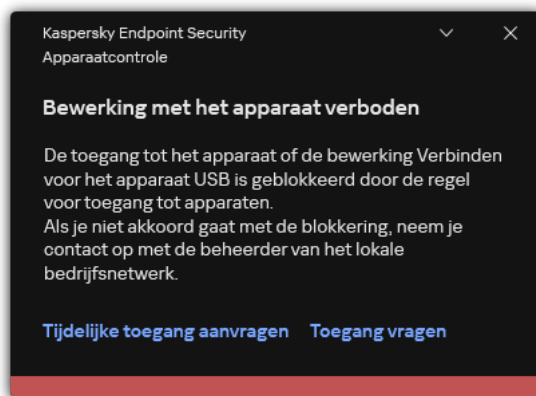 Kaspersky Endpoint Security
Apparaatcontrole
Bewerking met het apparaat verboden
De toegang tot het apparaat of de bewerking Verbinden
voor het apparaat USB is geblokkeerd door de regel
voor toegang tot apparaten.
Als je niet akkoord gaat met de blokkering, neem je
contact op met de beheerder van het lokale
bedrijfsnetwerk.
Tijdelijke toegang aanvragen Toegang vragen